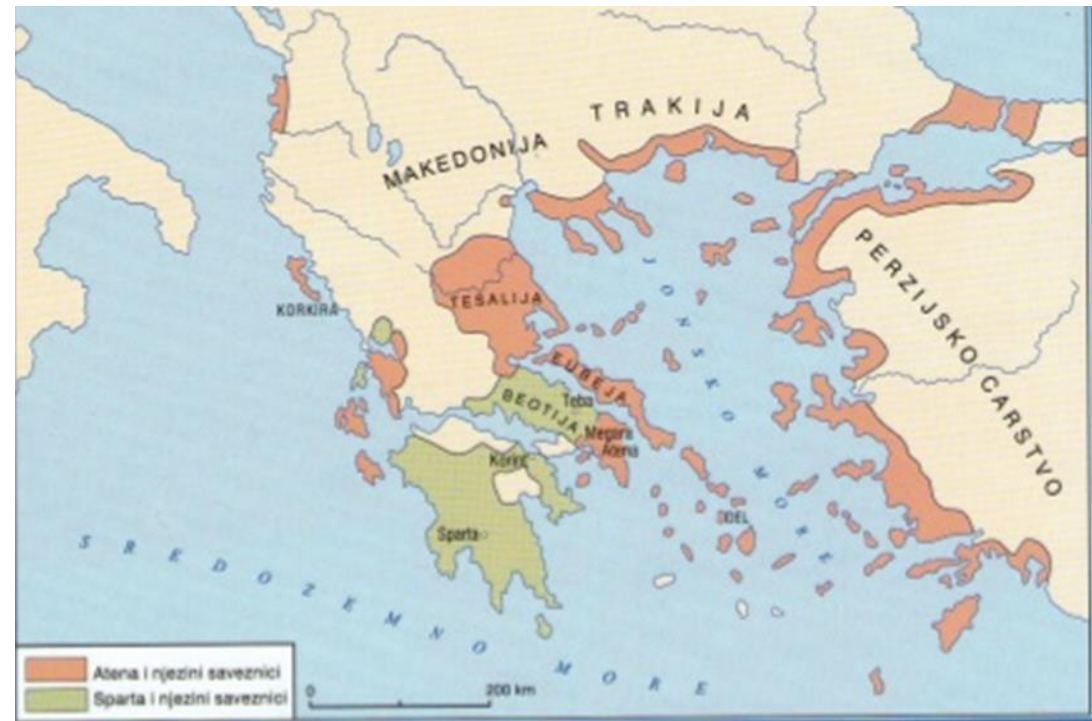 TRAKIJA
MAKEDONIJA
PERZIJSKO CARSTVO
KORKIRA
TESALIJA
JONSKO MORE
EUBEJA
BEOTIJA
Teba
Megara
Atena
Korint
DEL
Sparta
SREDOZEMNO MORE
Atena i njezini saveznici
Sparta i njezini saveznici
0 200 km